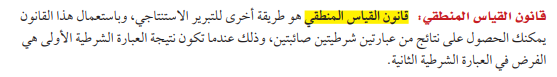 قانون القياس المنطقي: قانون القياس المنطقي هو طريقة أخرى للتبرير الاستنتاجي، وباستعمال هذا القانون
يمكنك الحصول على نتائج من عبارتين شرطيتين صائبتين، وذلك عندما تكون نتيجة العبارة الشرطية الأولى هي
الفرض في العبارة الشرطية الثانية.